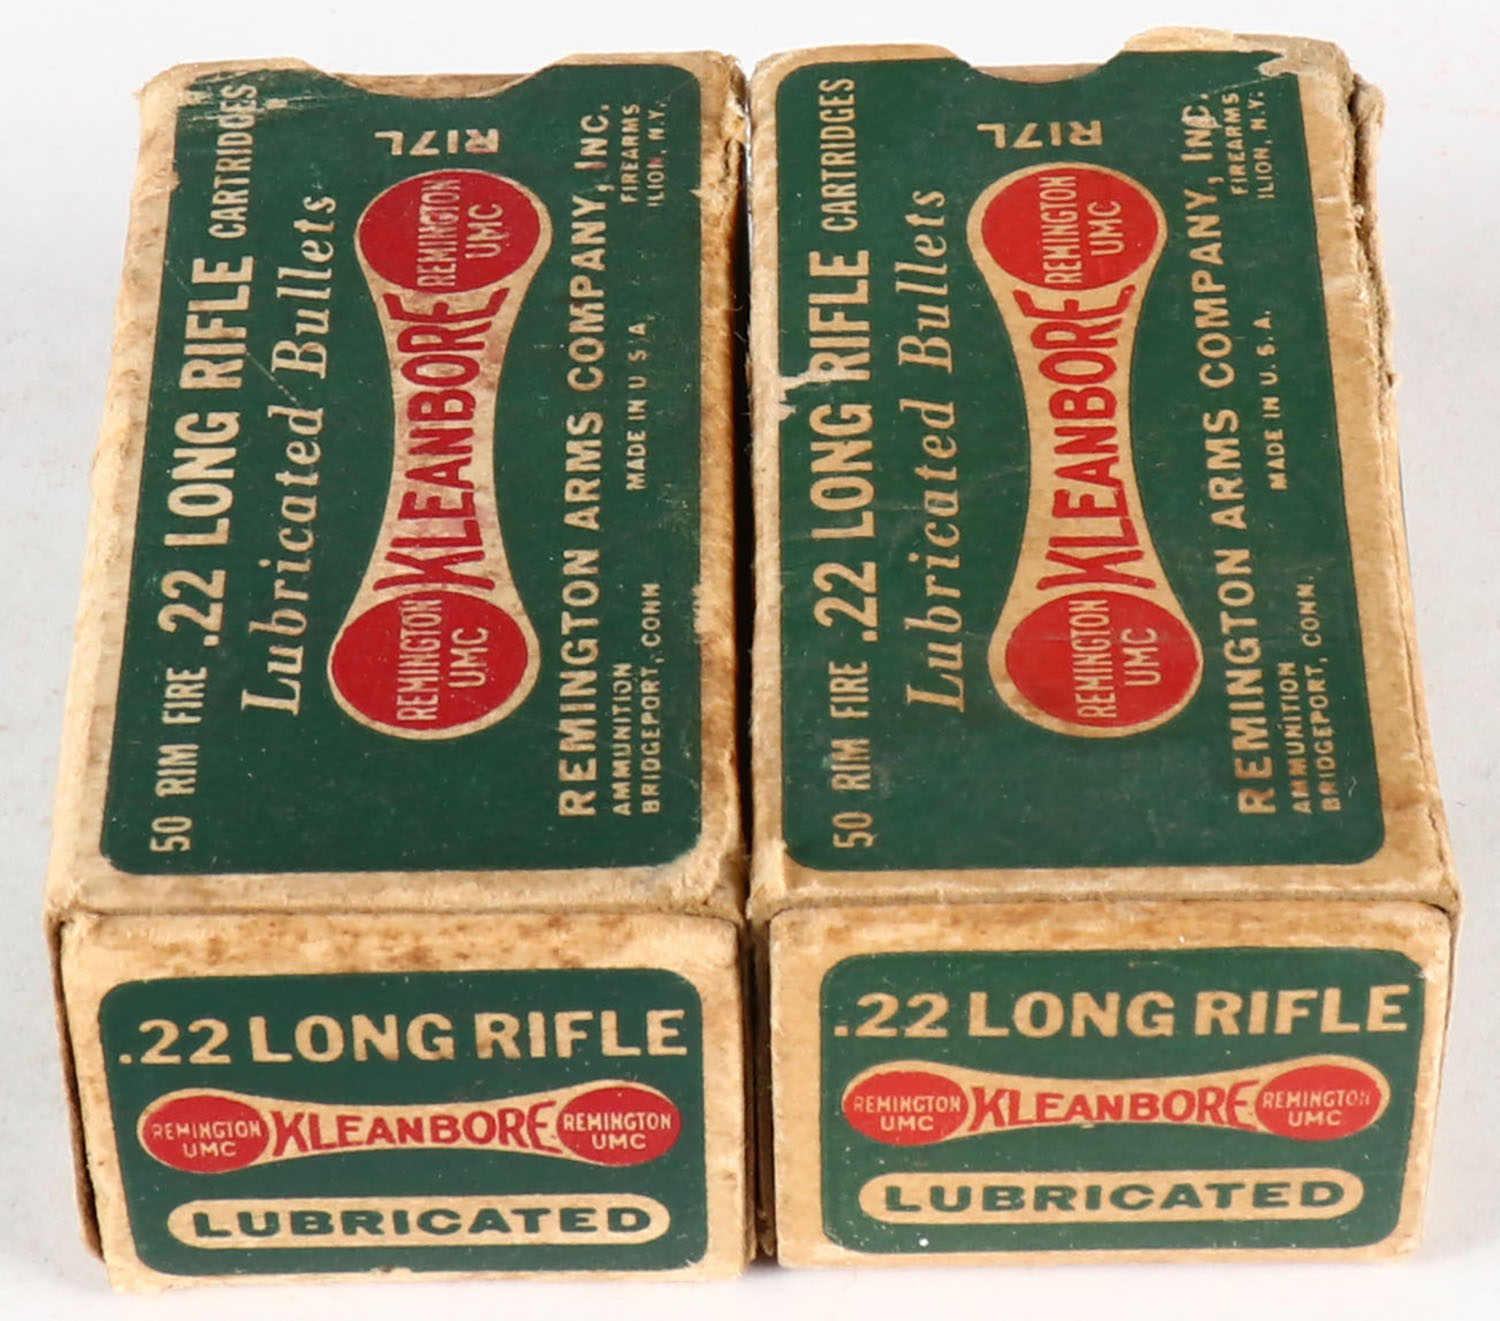 50 RIM FIRE .22 LONG RIFLE CARTRIDGES
Lubricated Bullets
R17L
REMINGTON
UMC
KLEANBORE
REMINGTON
UMC
REMINGTON ARMS COMPANY, INC.
AMMUNITION
BRIDGEPORT, CONN
MADE IN U S A.
FIREARMS
ILION, N.Y.
.22 LONG RIFLE
REMINGTON
UMC
KLEANBORE
REMINGTON
UMC
LUBRICATED
50 RIM FIRE .22 LONG RIFLE CARTRIDGES
Lubricated Bullets
R17L
REMINGTON
UMC
KLEANBORE
REMINGTON
UMC
REMINGTON ARMS COMPANY, INC.
AMMUNITION
BRIDGEPORT, CONN.
MADE IN U.S.A.
FIREARMS
ILION, N.Y.
.22 LONG RIFLE
REMINGTON
UMC
KLEANBORE
REMINGTON
UMC
LUBRICATED